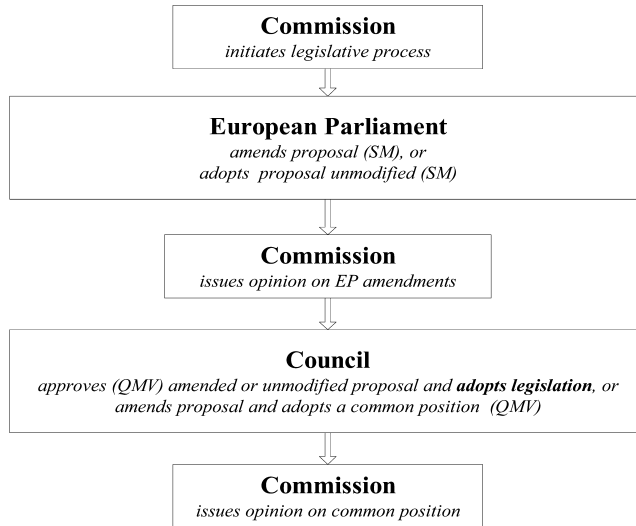 Commission
initiates legislative process
European Parliament
amends proposal (SM), or
adopts proposal unmodified (SM)
Commission
issues opinion on EP amendments
Council
approves (QMV) amended or unmodified proposal and adopts legislation, or
amends proposal and adopts a common position (QMV)
Commission
issues opinion on common position